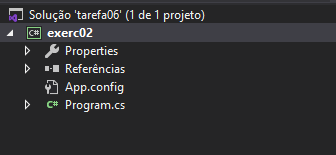 Solução 'tarefa06' (1 de 1 projeto)
C# exerc02
Properties
Referências
App.config
C# Program.cs